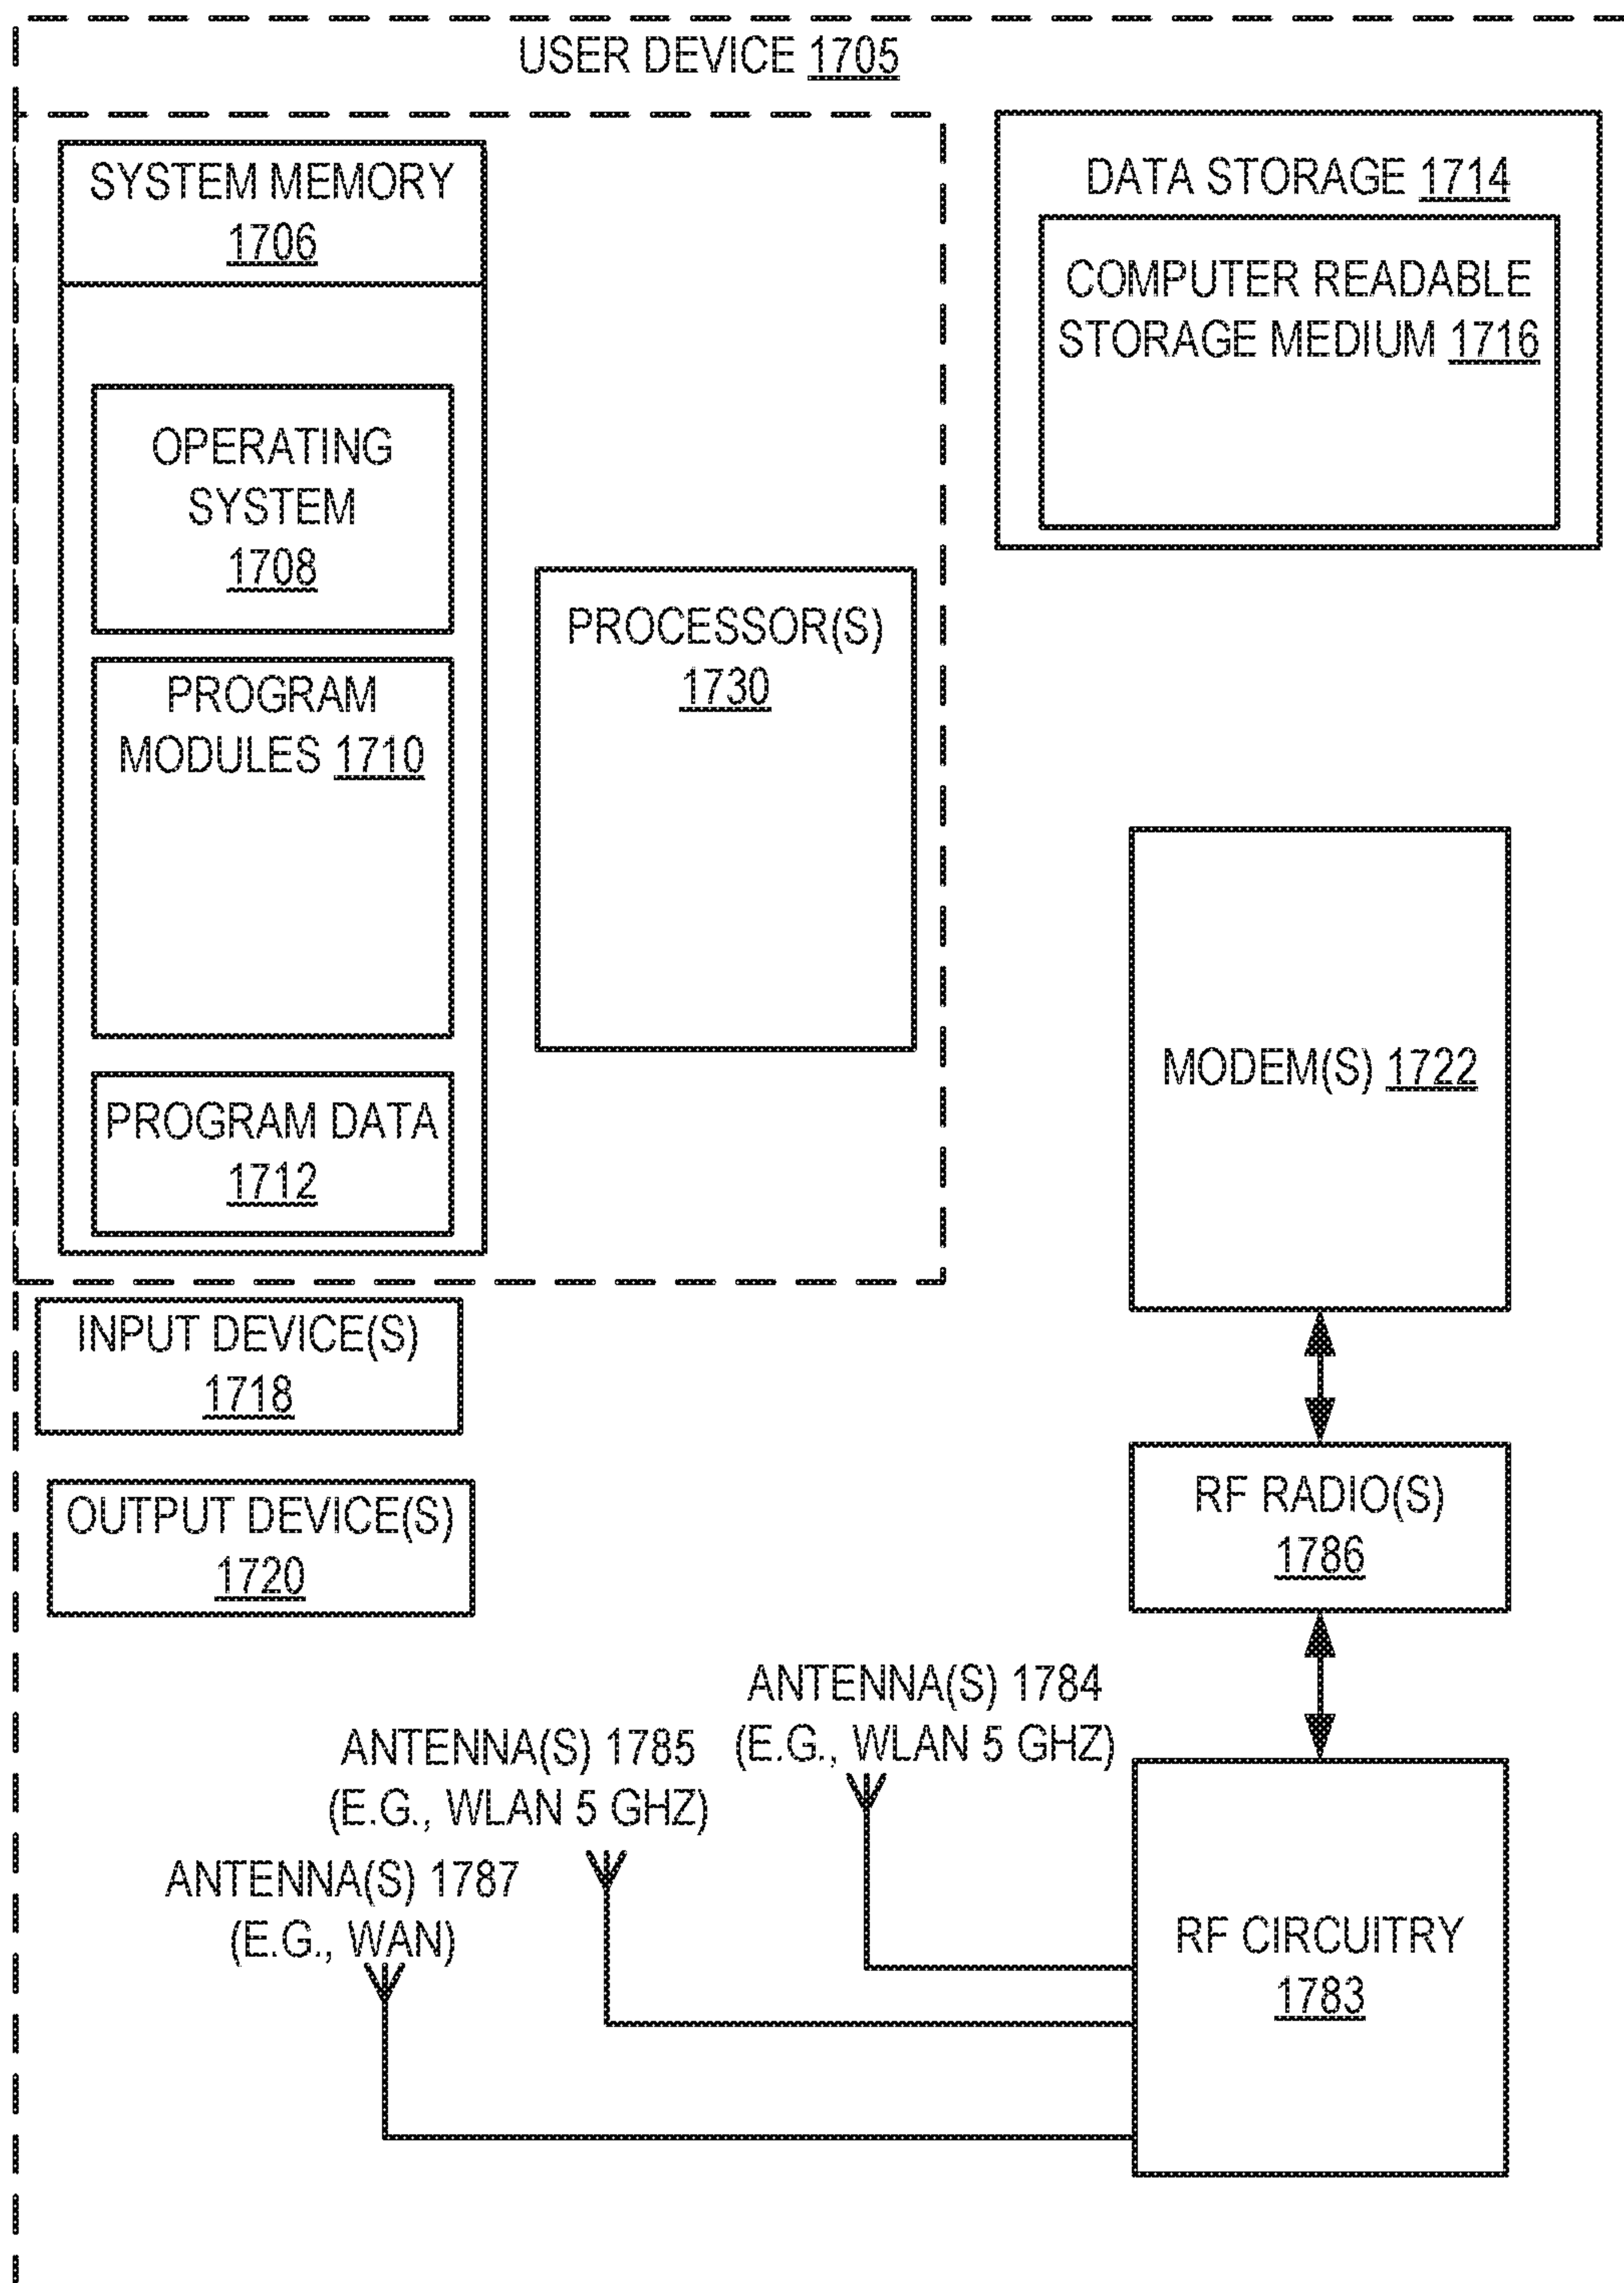 USER DEVICE 1705
SYSTEM MEMORY
1706
OPERATING
SYSTEM
1708
PROGRAM
MODULES 1710
PROGRAM DATA
1712
PROCESSOR(S)
1730
DATA STORAGE 1714
COMPUTER READABLE
STORAGE MEDIUM 1716
MODEM(S) 1722
INPUT DEVICE(S)
1718
OUTPUT DEVICE(S)
1720
RF RADIO(S)
1786
ANTENNA(S) 1784
(E.G., WLAN 5 GHZ)
ANTENNA(S) 1785
(E.G., WLAN 5 GHZ)
ANTENNA(S) 1787
(E.G., WAN)
RF CIRCUITRY
1783